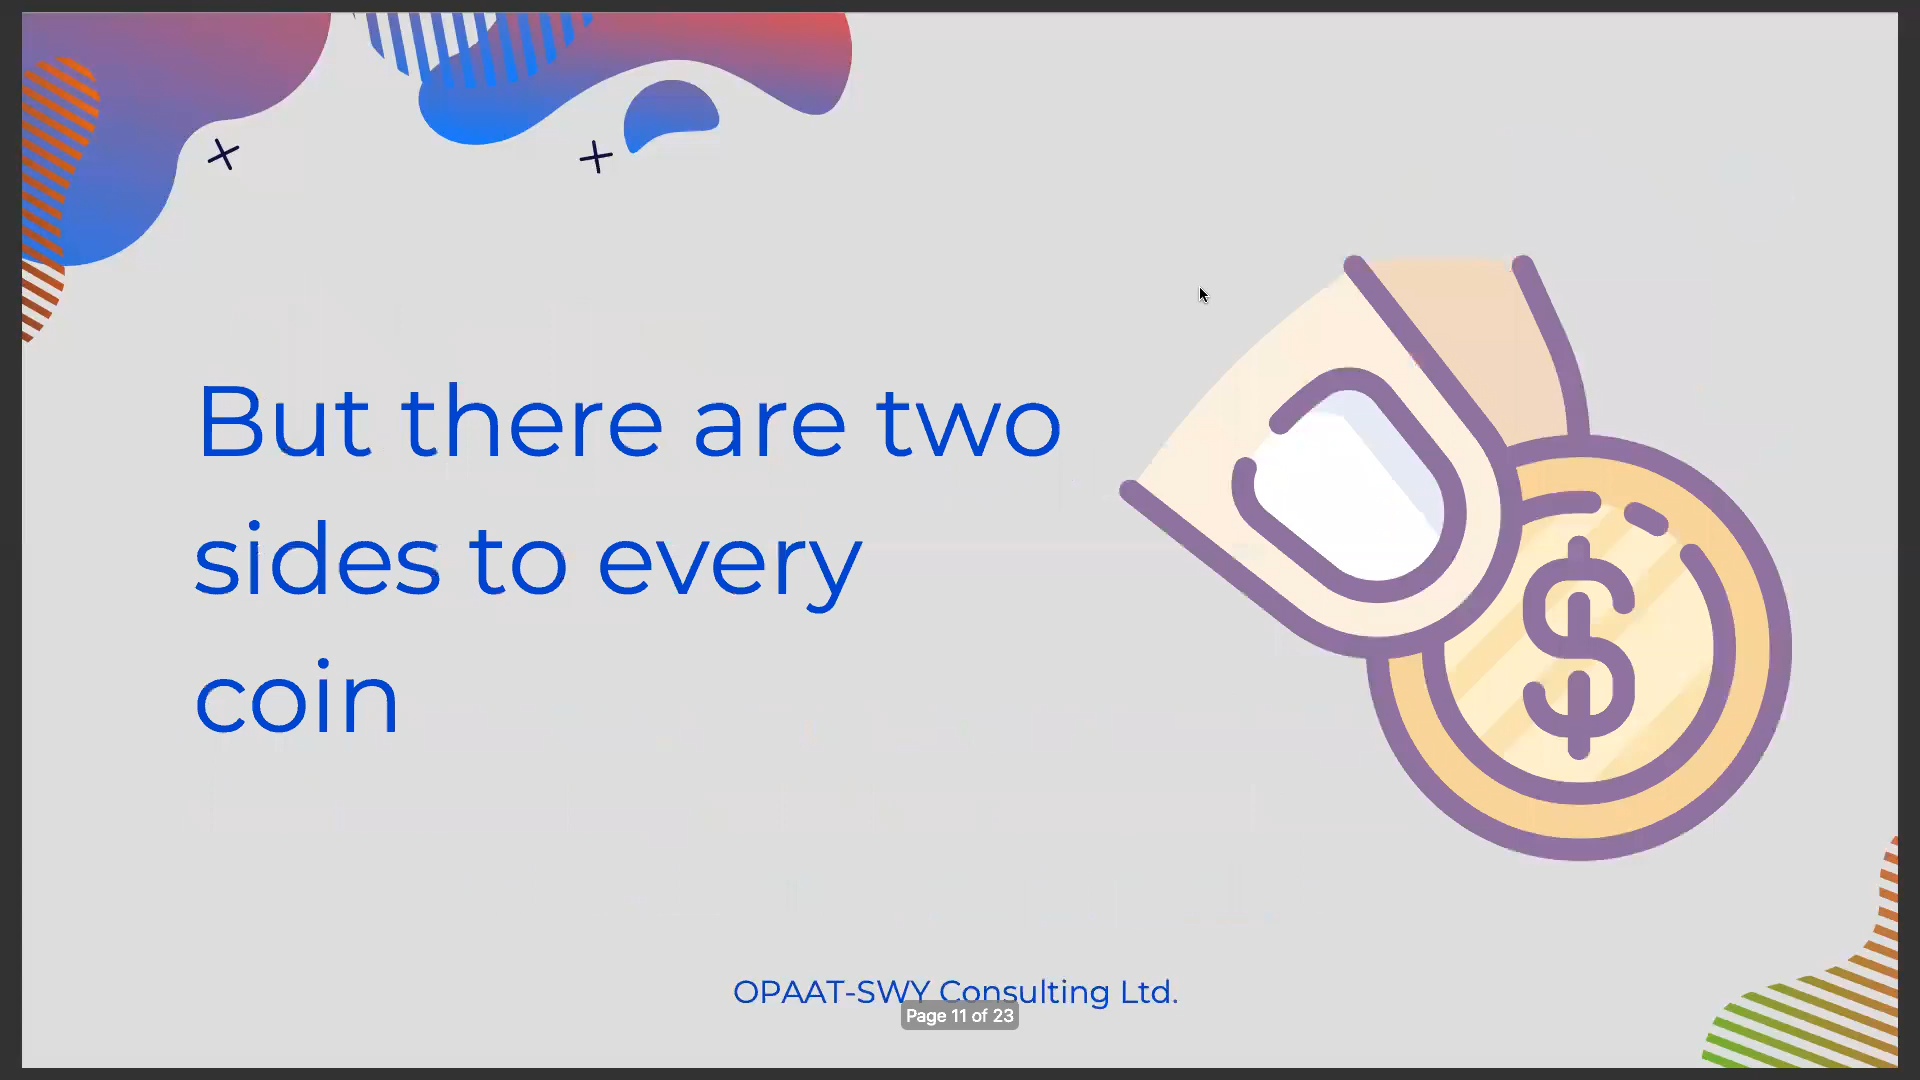 But there are two
sides to every
coin
$
OPAAT-SWY Consulting Ltd.
Page 11 of 23